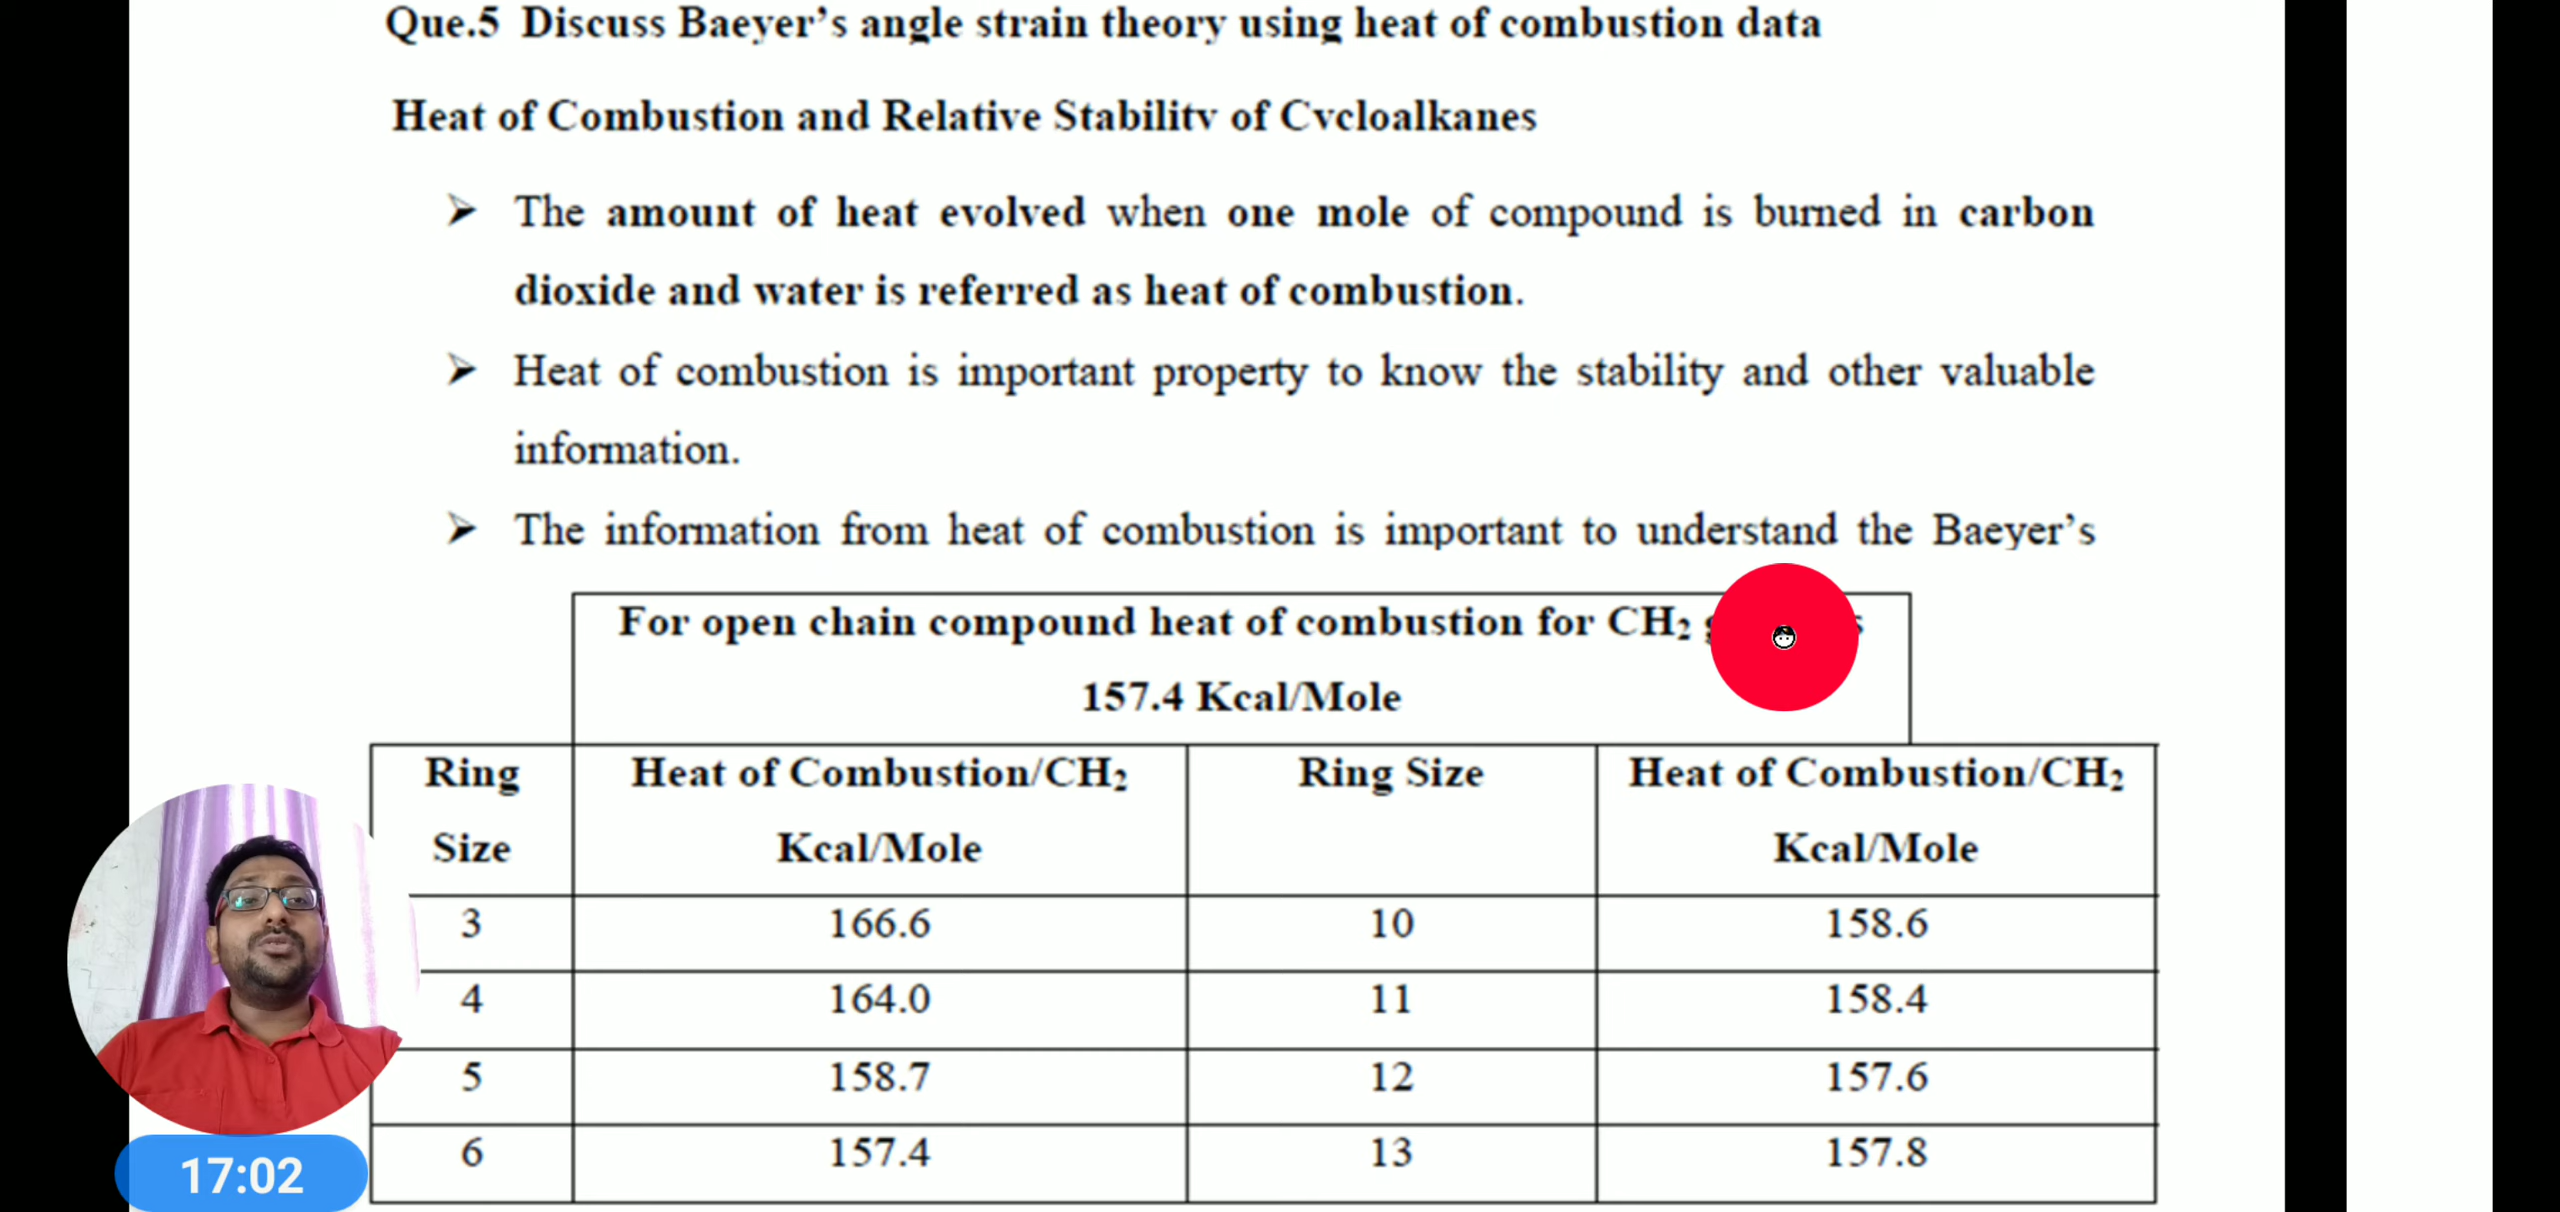 Que.5 Discuss Baeyer’s angle strain theory using heat of combustion data
Heat of Combustion and Relative Stability of Cycloalkanes
➤ The amount of heat evolved when one mole of compound is burned in carbon
dioxide and water is referred as heat of combustion.
➤ Heat of combustion is important property to know the stability and other valuable
information.
➤ The information from heat of combustion is important to understand the Baeyer’s
For open chain compound heat of combustion for CH₂
157.4 Kcal/Mole
Ring Size Heat of Combustion/CH₂ Kcal/Mole Ring Size Heat of Combustion/CH₂ Kcal/Mole
3 166.6 10 158.6
4 164.0 11 158.4
5 158.7 12 157.6
6 157.4 13 157.8
17:02